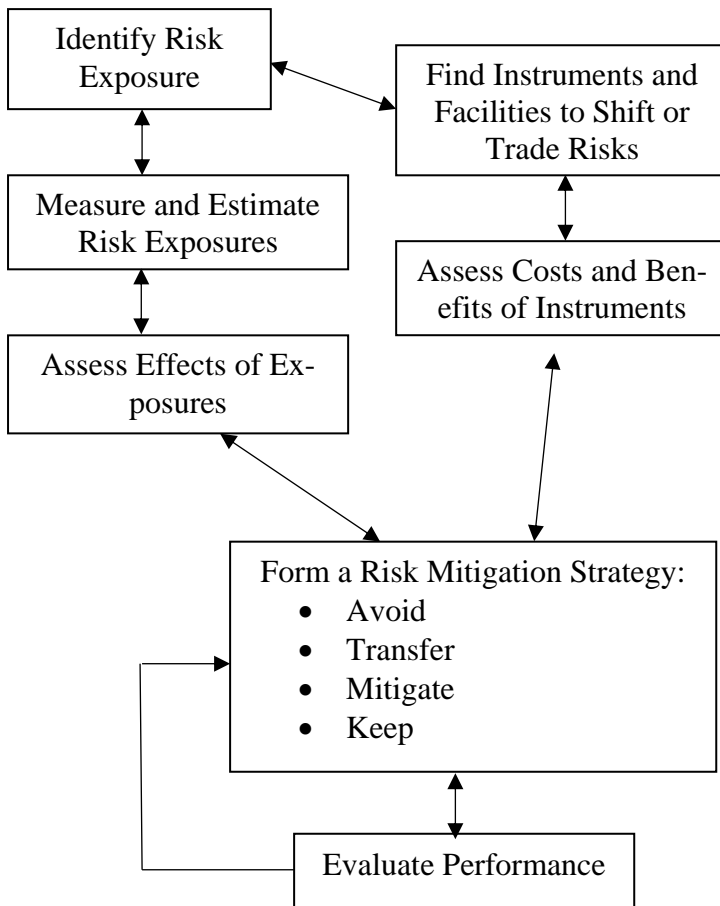 Identify Risk
Exposure
Find Instruments and
Facilities to Shift or
Trade Risks
Measure and Estimate
Risk Exposures
Assess Costs and Ben-
efits of Instruments
Assess Effects of Ex-
posures
Form a Risk Mitigation Strategy:
• Avoid
• Transfer
• Mitigate
• Keep
Evaluate Performance